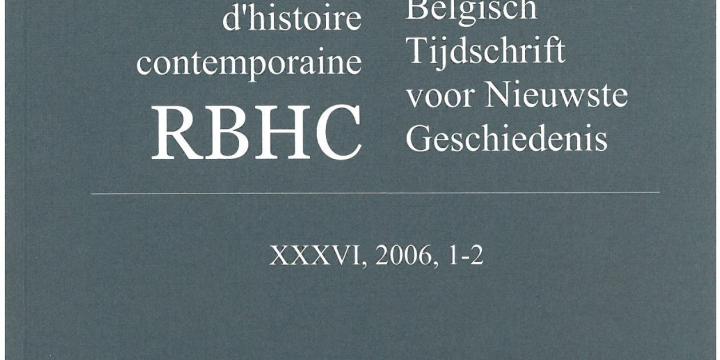 d'histoire
contemporaine
RBHC
Belgisch
Tijdschrift
voor Nieuwste
Geschiedenis
XXXVI, 2006, 1-2